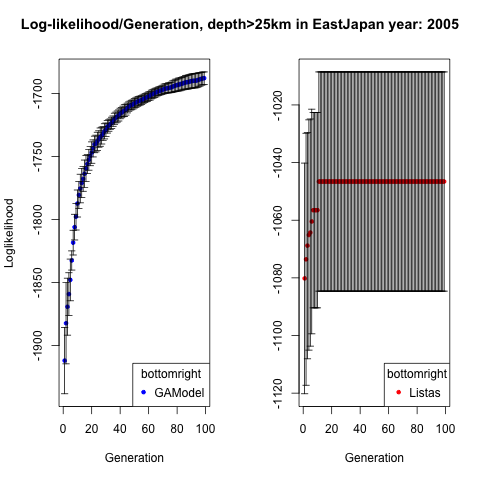 Log-likelihood/Generation, depth>25km in EastJapan year: 2005
Loglikelihood
-1700
-1750
-1800
-1850
-1900
bottomright
GAModel
0 20 40 60 80 100
Generation
-1020
-1040
-1060
-1080
-1100
-1120
bottomright
Listas
0 20 40 60 80 100
Generation